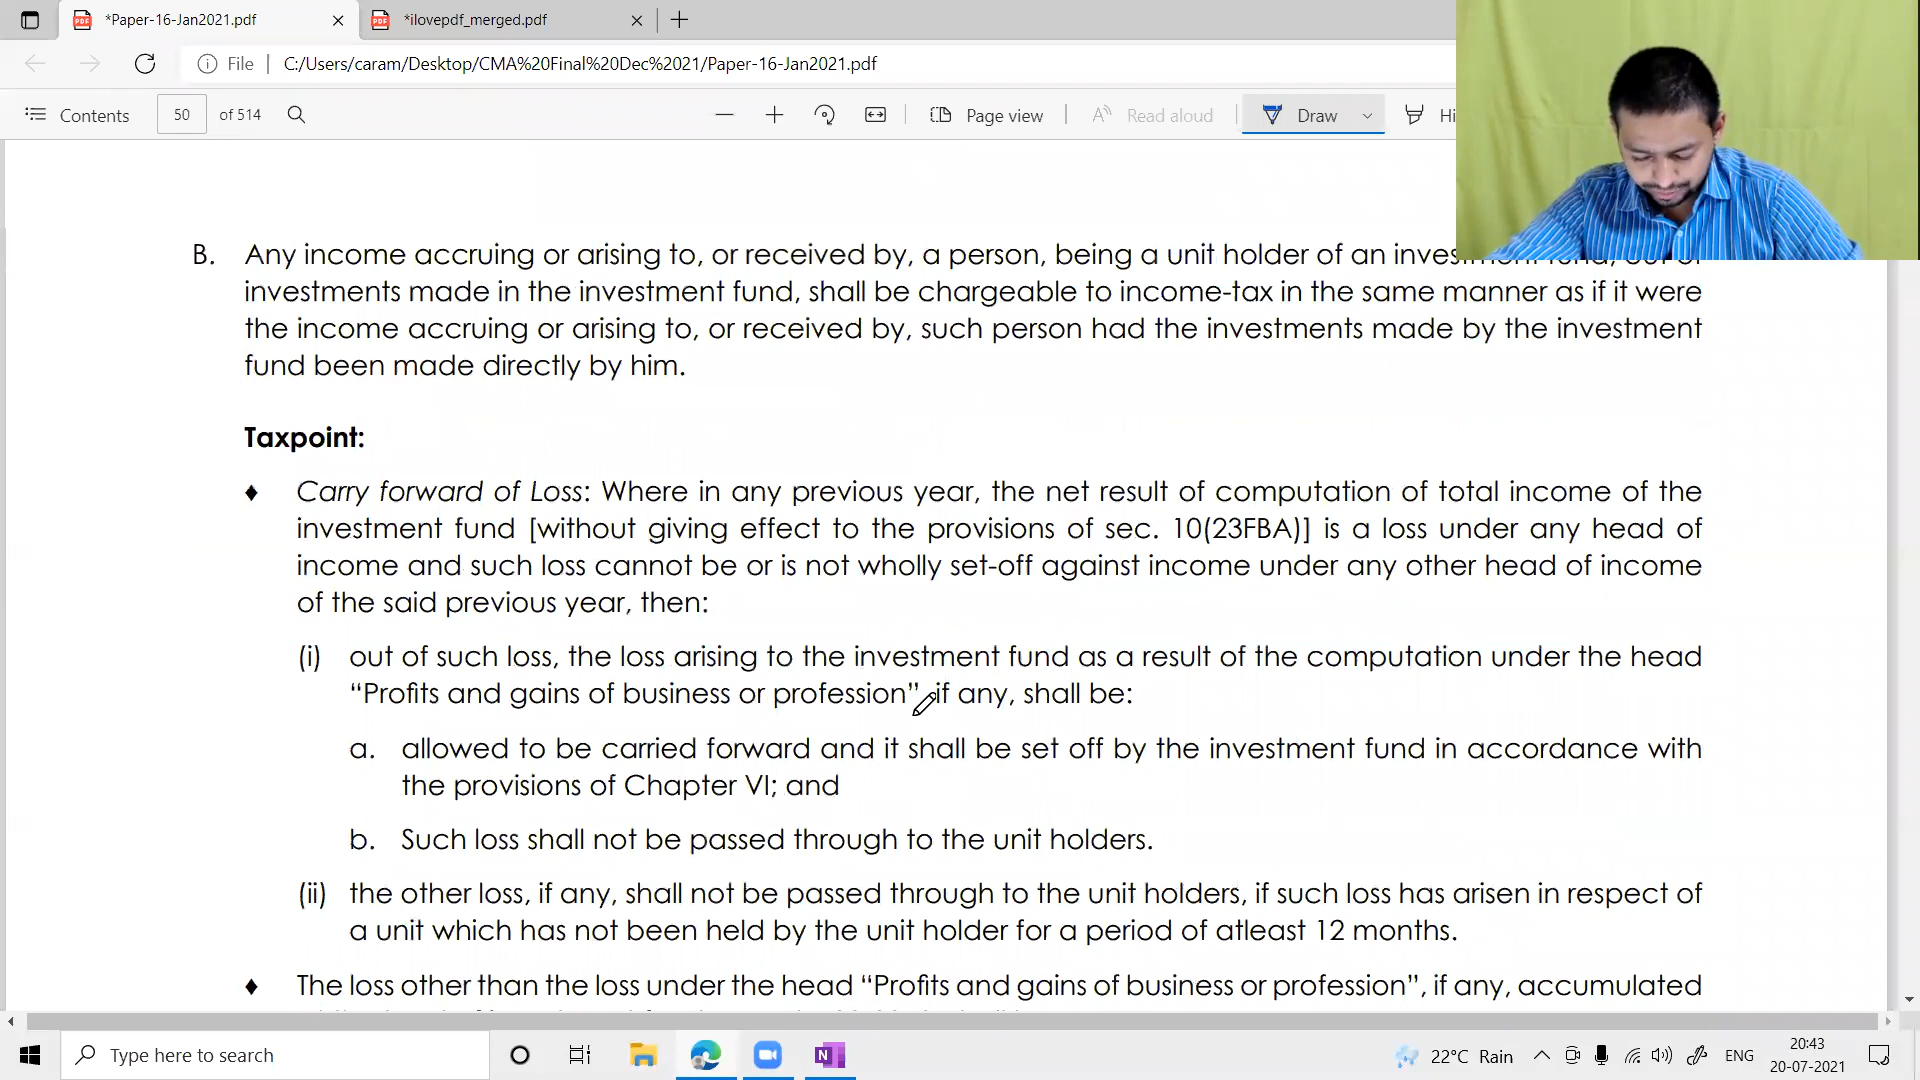 *Paper-16-Jan2021.pdf
*ilovepdf_merged.pdf
File
C:/Users/caram/Desktop/CMA%20Final%20Dec%2021/Paper-16-Jan2021.pdf
Contents
50
of 514
Page view
Read aloud
Draw
B. Any income accruing or arising to, or received by, a person, being a unit holder of an
investments made in the investment fund, shall be chargeable to income-tax in the same manner as if it were
the income accruing or arising to, or received by, such person had the investments made by the investment
fund been made directly by him.
Taxpoint:
♦ Carry forward of Loss: Where in any previous year, the net result of computation of total income of the
investment fund [without giving effect to the provisions of sec. 10(23FBA)] is a loss under any head of
income and such loss cannot be or is not wholly set-off against income under any other head of income
of the said previous year, then:
(i) out of such loss, the loss arising to the investment fund as a result of the computation under the head
“Profits and gains of business or profession” if any, shall be:
a. allowed to be carried forward and it shall be set off by the investment fund in accordance with
the provisions of Chapter VI; and
b. Such loss shall not be passed through to the unit holders.
(ii) the other loss, if any, shall not be passed through to the unit holders, if such loss has arisen in respect of
a unit which has not been held by the unit holder for a period of atleast 12 months.
♦ The loss other than the loss under the head “Profits and gains of business or profession”, if any, accumulated
Type here to search
22°C Rain
ENG
20:43
20-07-2021